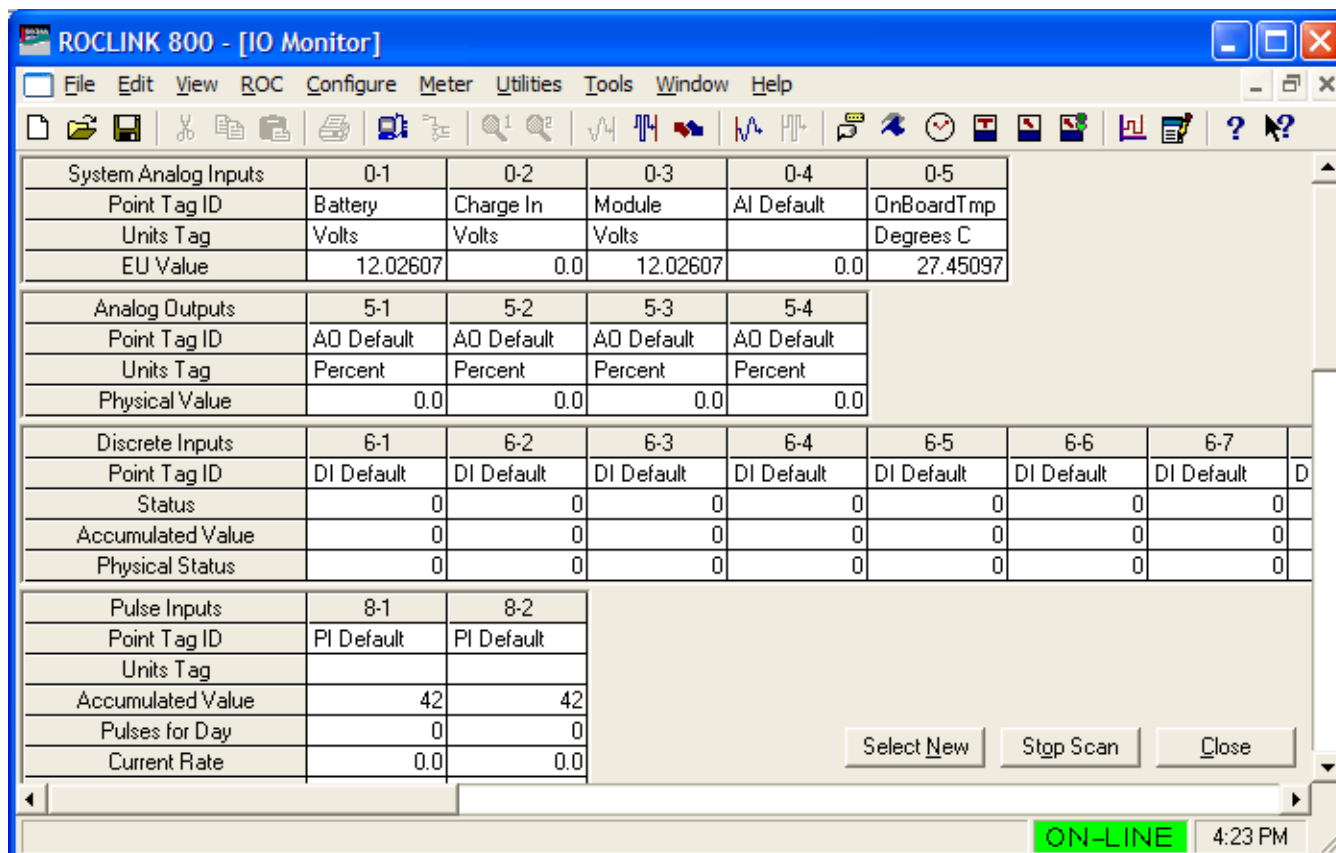 ROCLINK 800 - [IO Monitor]
File Edit View ROC Configure Meter Utilities Tools Window Help
System Analog Inputs 0-1 0-2 0-3 0-4 0-5
Point Tag ID Battery Charge In Module AI Default OnBoardTmp
Units Tag Volts Volts Volts Degrees C
EU Value 12.02607 0.0 12.02607 0.0 27.45097
Analog Outputs 5-1 5-2 5-3 5-4
Point Tag ID AO Default AO Default AO Default AO Default
Units Tag Percent Percent Percent Percent
Physical Value 0.0 0.0 0.0 0.0
Discrete Inputs 6-1 6-2 6-3 6-4 6-5 6-6 6-7
Point Tag ID DI Default DI Default DI Default DI Default DI Default DI Default DI Default D
Status 0 0 0 0 0 0 0
Accumulated Value 0 0 0 0 0 0 0
Physical Status 0 0 0 0 0 0 0
Pulse Inputs 8-1 8-2
Point Tag ID PI Default PI Default
Units Tag
Accumulated Value 42 42
Pulses for Day 0 0
Current Rate 0.0 0.0
Select New Stop Scan Close
ON-LINE 4:23 PM